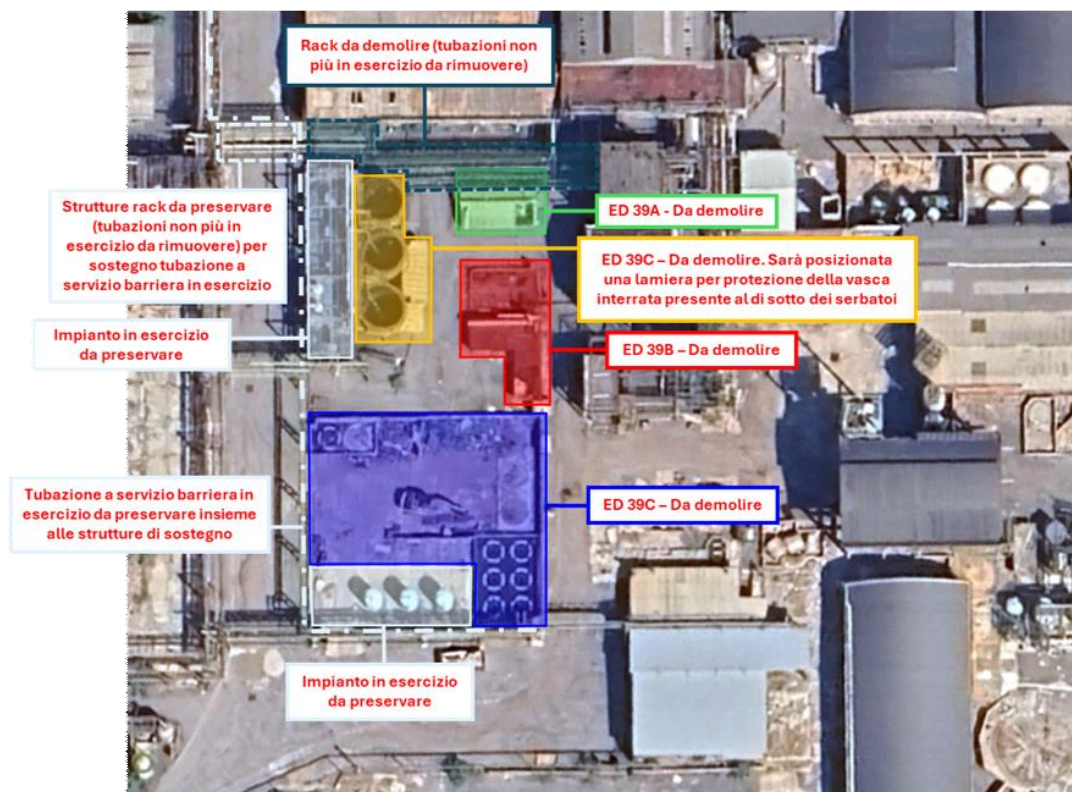 Rack da demolire (tubazioni non
più in esercizio da rimuovere)
Strutture rack da preservare
(tubazioni non più in
esercizio da rimuovere) per
sostegno tubazione a
servizio barriera in esercizio
ED 39A - Da demolire
ED 39C – Da demolire. Sarà posizionata
una lamiera per protezione della vasca
interrata presente al di sotto dei serbatoi
Impianto in esercizio
da preservare
ED 39B – Da demolire
Tubazione a servizio barriera in
esercizio da preservare insieme
alle strutture di sostegno
ED 39C – Da demolire
Impianto in esercizio
da preservare